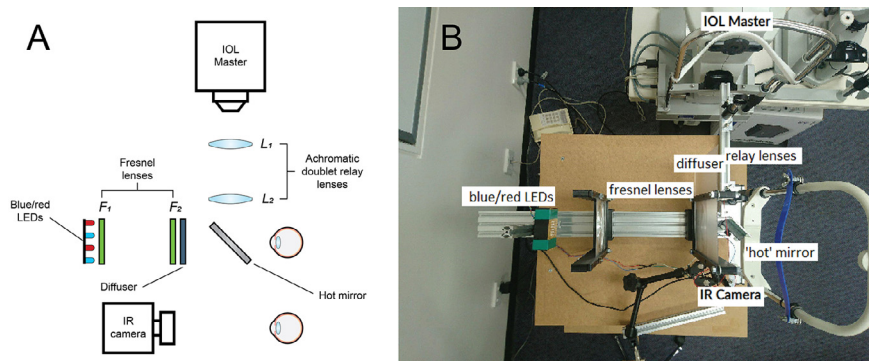 A
IOL
Master
L1
Achromatic
doublet relay
lenses
L2
Fresnel
lenses
Blue/red
LEDs
F1
F2
Diffuser
Hot mirror
IR
camera
B
IOL Master
diffuser
relay lenses
blue/red LEDs
fresnel lenses
'hot' mirror
IR Camera